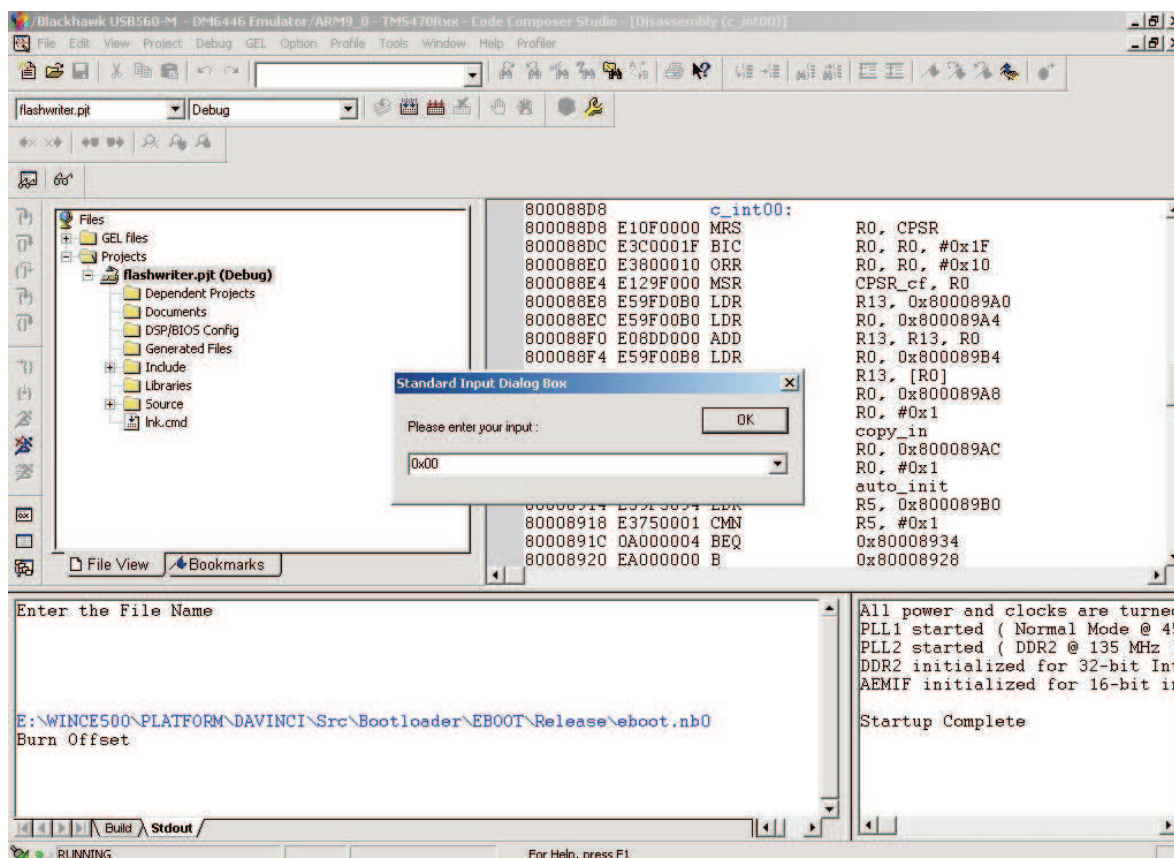 /Blackhawk USB560-M - DM6446 Emulator/ARM9_0 - TMS470Rxx - Code Composer Studio - [Disassembly (c_int00)]
File Edit View Project Debug GEL Option Profile Tools Window Help Profiler
flashwriter.pjt Debug
Files
GEL files
Projects
flashwriter.pjt (Debug)
Dependent Projects
Documents
DSP/BIOS Config
Generated Files
Include
Libraries
Source
lnk.cmd
File View Bookmarks
800088D8 c_int00:
800088D8 E10F0000 MRS R0, CPSR
800088DC E3C0001F BIC R0, R0, #0x1F
800088E0 E3800010 ORR R0, R0, #0x10
800088E4 E129F000 MSR CPSR_cf, R0
800088E8 E59FD0B0 LDR R13, 0x800089A0
800088EC E59F00B0 LDR R0, 0x800089A4
800088F0 E08DD000 ADD R13, R13, R0
800088F4 E59F00B8 LDR R0, 0x800089B4
R13, [R0]
R0, 0x800089A8
R0, #0x1
copy_in
R0, 0x800089AC
R0, #0x1
auto_init
R5, 0x800089B0
80008918 E3750001 CMN R5, #0x1
8000891C 0A000004 BEQ 0x80008934
80008920 EA000000 B 0x80008928
Standard Input Dialog Box
Please enter your input :
OK
0x00
Enter the File Name
E:\WINCE500\PLATFORM\DAVINCI\Src\Bootloader\EBOOT\Release\eboot.nb0
Burn Offset
Build Stdout
All power and clocks are turned
PLL1 started ( Normal Mode @ 45
PLL2 started ( DDR2 @ 135 MHz
DDR2 initialized for 32-bit Int
AEMIF initialized for 16-bit in
Startup Complete
RUNNING
For Help, press F1